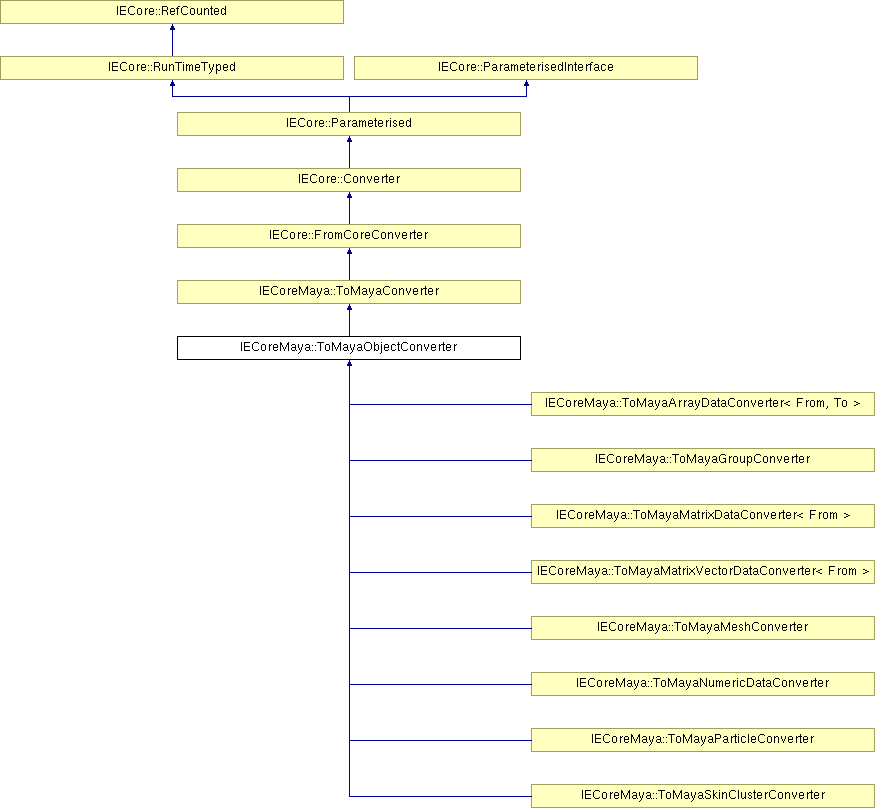 IECore::RefCounted
IECore::RunTimeTyped
IECore::ParameterisedInterface
IECore::Parameterised
IECore::Converter
IECore::FromCoreConverter
IECoreMaya::ToMayaConverter
IECoreMaya::ToMayaObjectConverter
IECoreMaya::ToMayaArrayDataConverter< From, To >
IECoreMaya::ToMayaGroupConverter
IECoreMaya::ToMayaMatrixDataConverter< From >
IECoreMaya::ToMayaMatrixVectorDataConverter< From >
IECoreMaya::ToMayaMeshConverter
IECoreMaya::ToMayaNumericDataConverter
IECoreMaya::ToMayaParticleConverter
IECoreMaya::ToMayaSkinClusterConverter